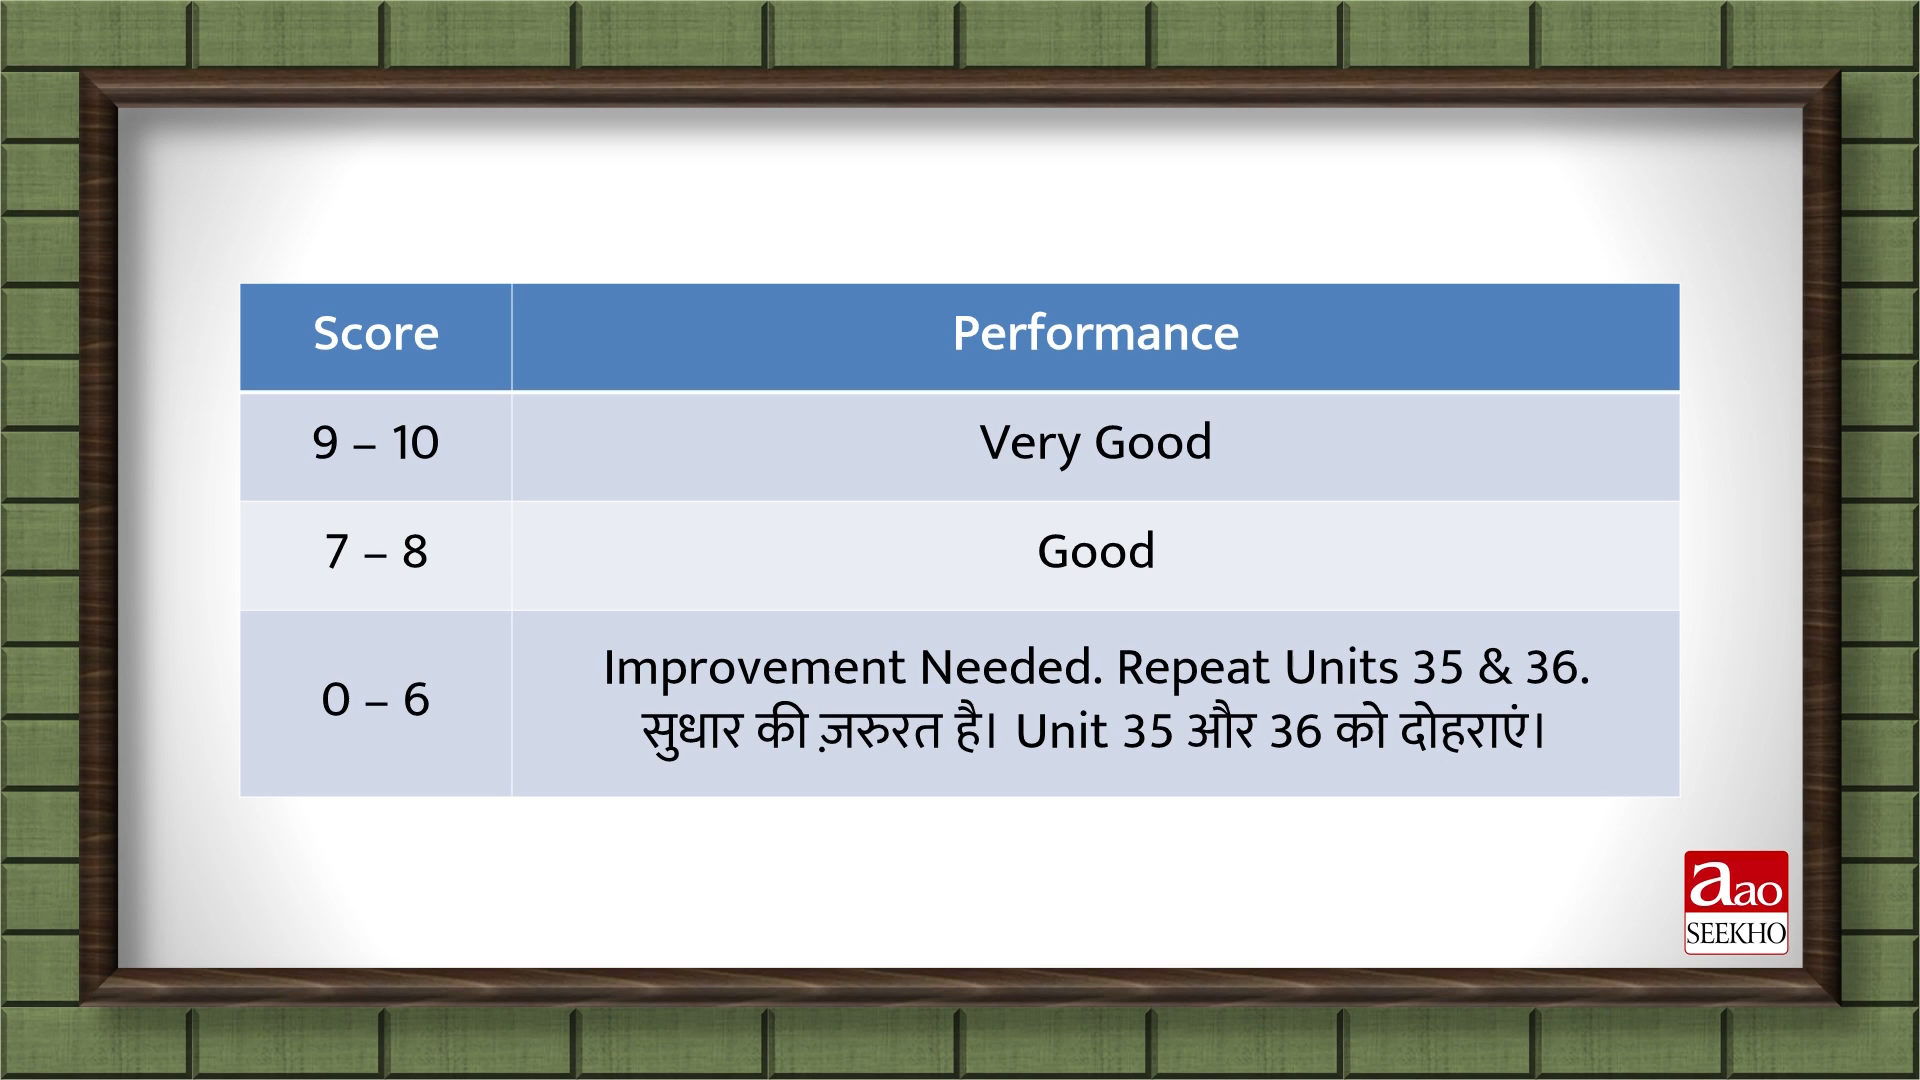 Score Performance
9 – 10 Very Good
7 – 8 Good
0 – 6 Improvement Needed. Repeat Units 35 & 36.
सुधार की ज़रुरत है। Unit 35 और 36 को दोहराएं।
aao
SEEKHO